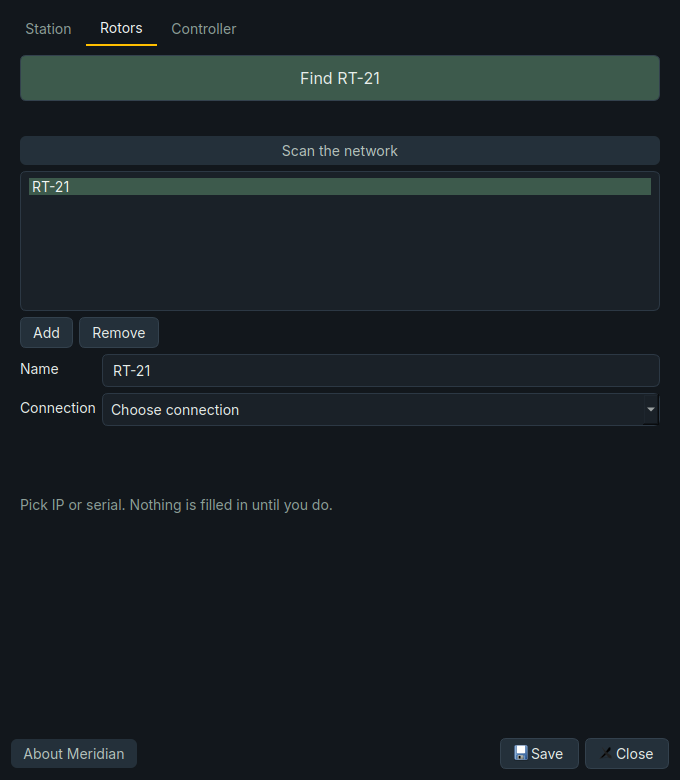 Station Rotors Controller
Find RT-21
Scan the network
RT-21
Add Remove
Name RT-21
Connection Choose connection
Pick IP or serial. Nothing is filled in until you do.
About Meridian Save Close